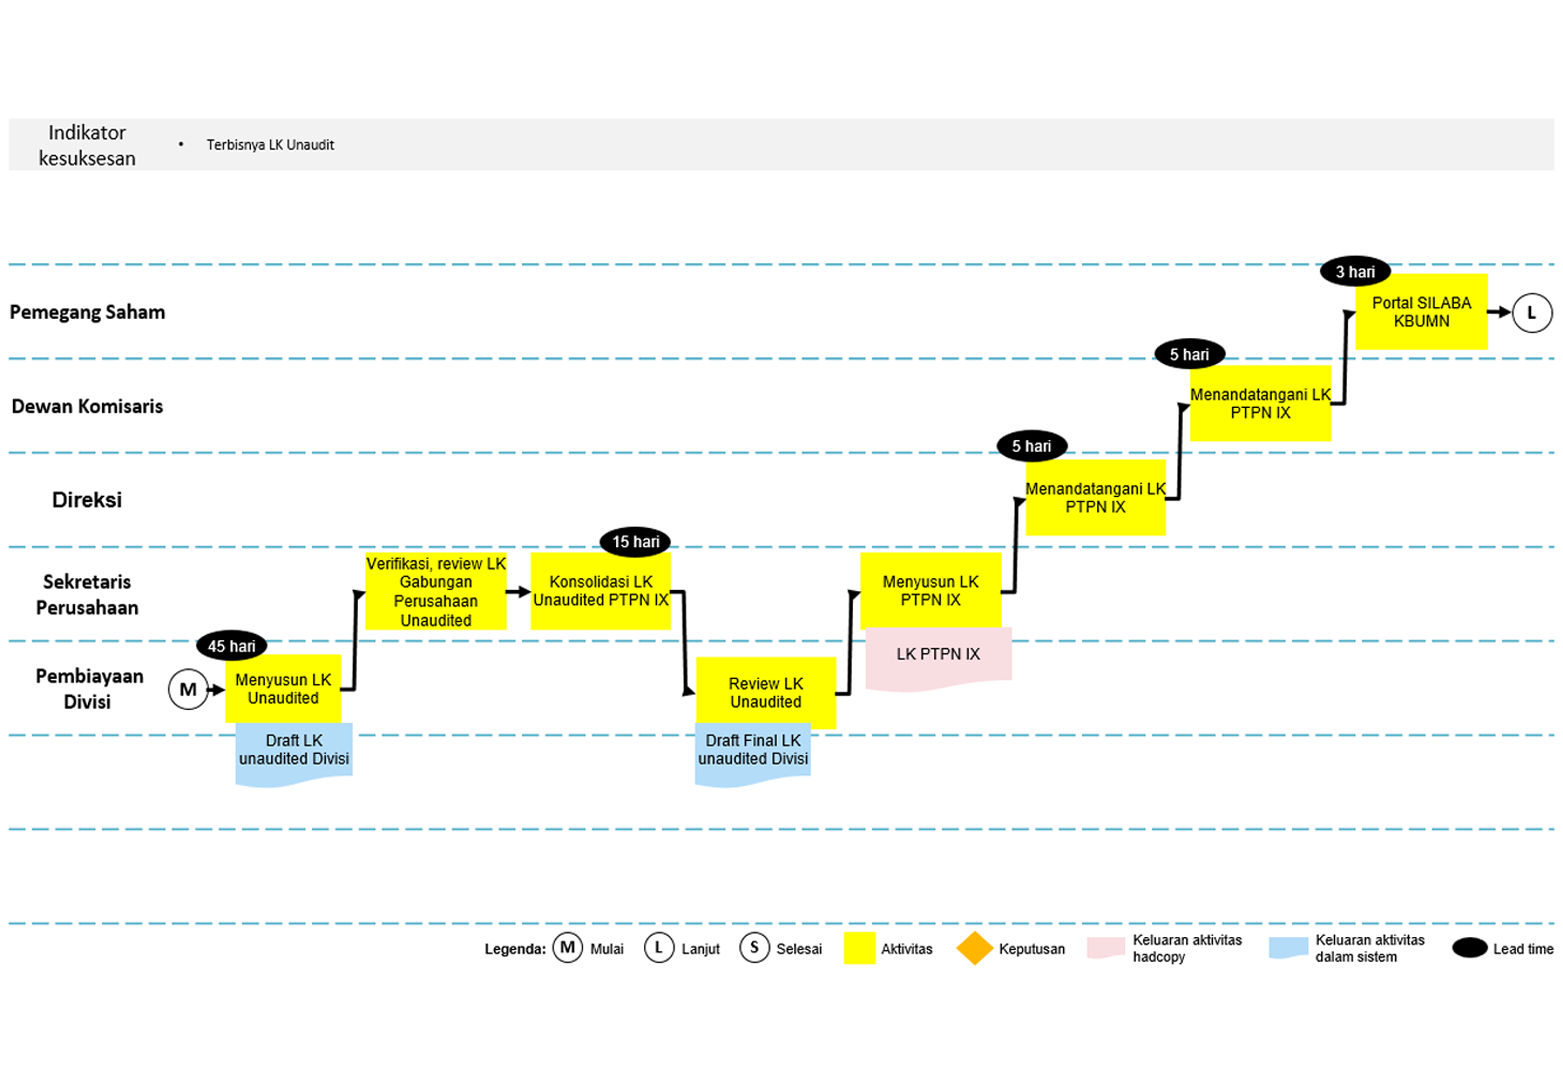 Indikator
kesuksesan
• Terbisnya LK Unaudit
3 hari
Pemegang Saham
Portal SILABA
KBUMN
L
5 hari
Dewan Komisaris
Menandatangani LK
PTPN IX
5 hari
Direksi
Menandatangani LK
PTPN IX
15 hari
Sekretaris
Perusahaan
Verifikasi, review LK
Gabungan
Perusahaan
Unaudited
Konsolidasi LK
Unaudited PTPN IX
Menyusun LK
PTPN IX
LK PTPN IX
45 hari
Pembiayaan
Divisi
M
Menyusun LK
Unaudited
Review LK
Unaudited
Draft LK
unaudited Divisi
Draft Final LK
unaudited Divisi
Legenda:
M
Mulai
L
Lanjut
S
Selesai
Aktivitas
Keputusan
Keluaran aktivitas
hadcopy
Keluaran aktivitas
dalam sistem
Lead time